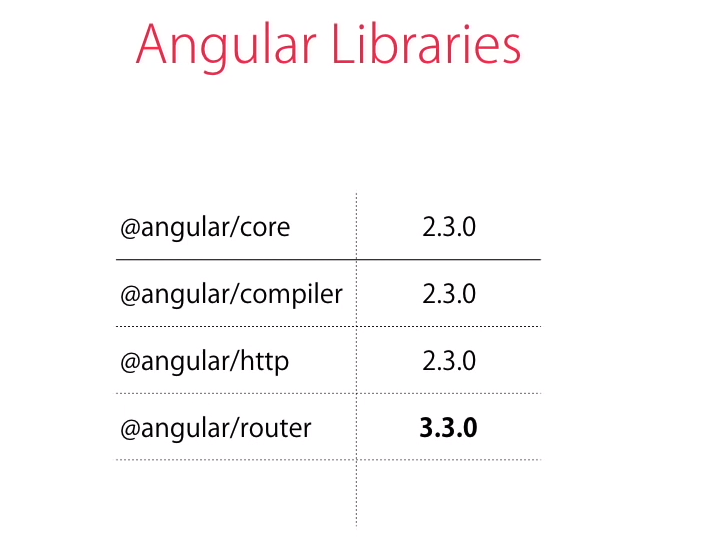 Angular Libraries
@angular/core 2.3.0
@angular/compiler 2.3.0
@angular/http 2.3.0
@angular/router 3.3.0